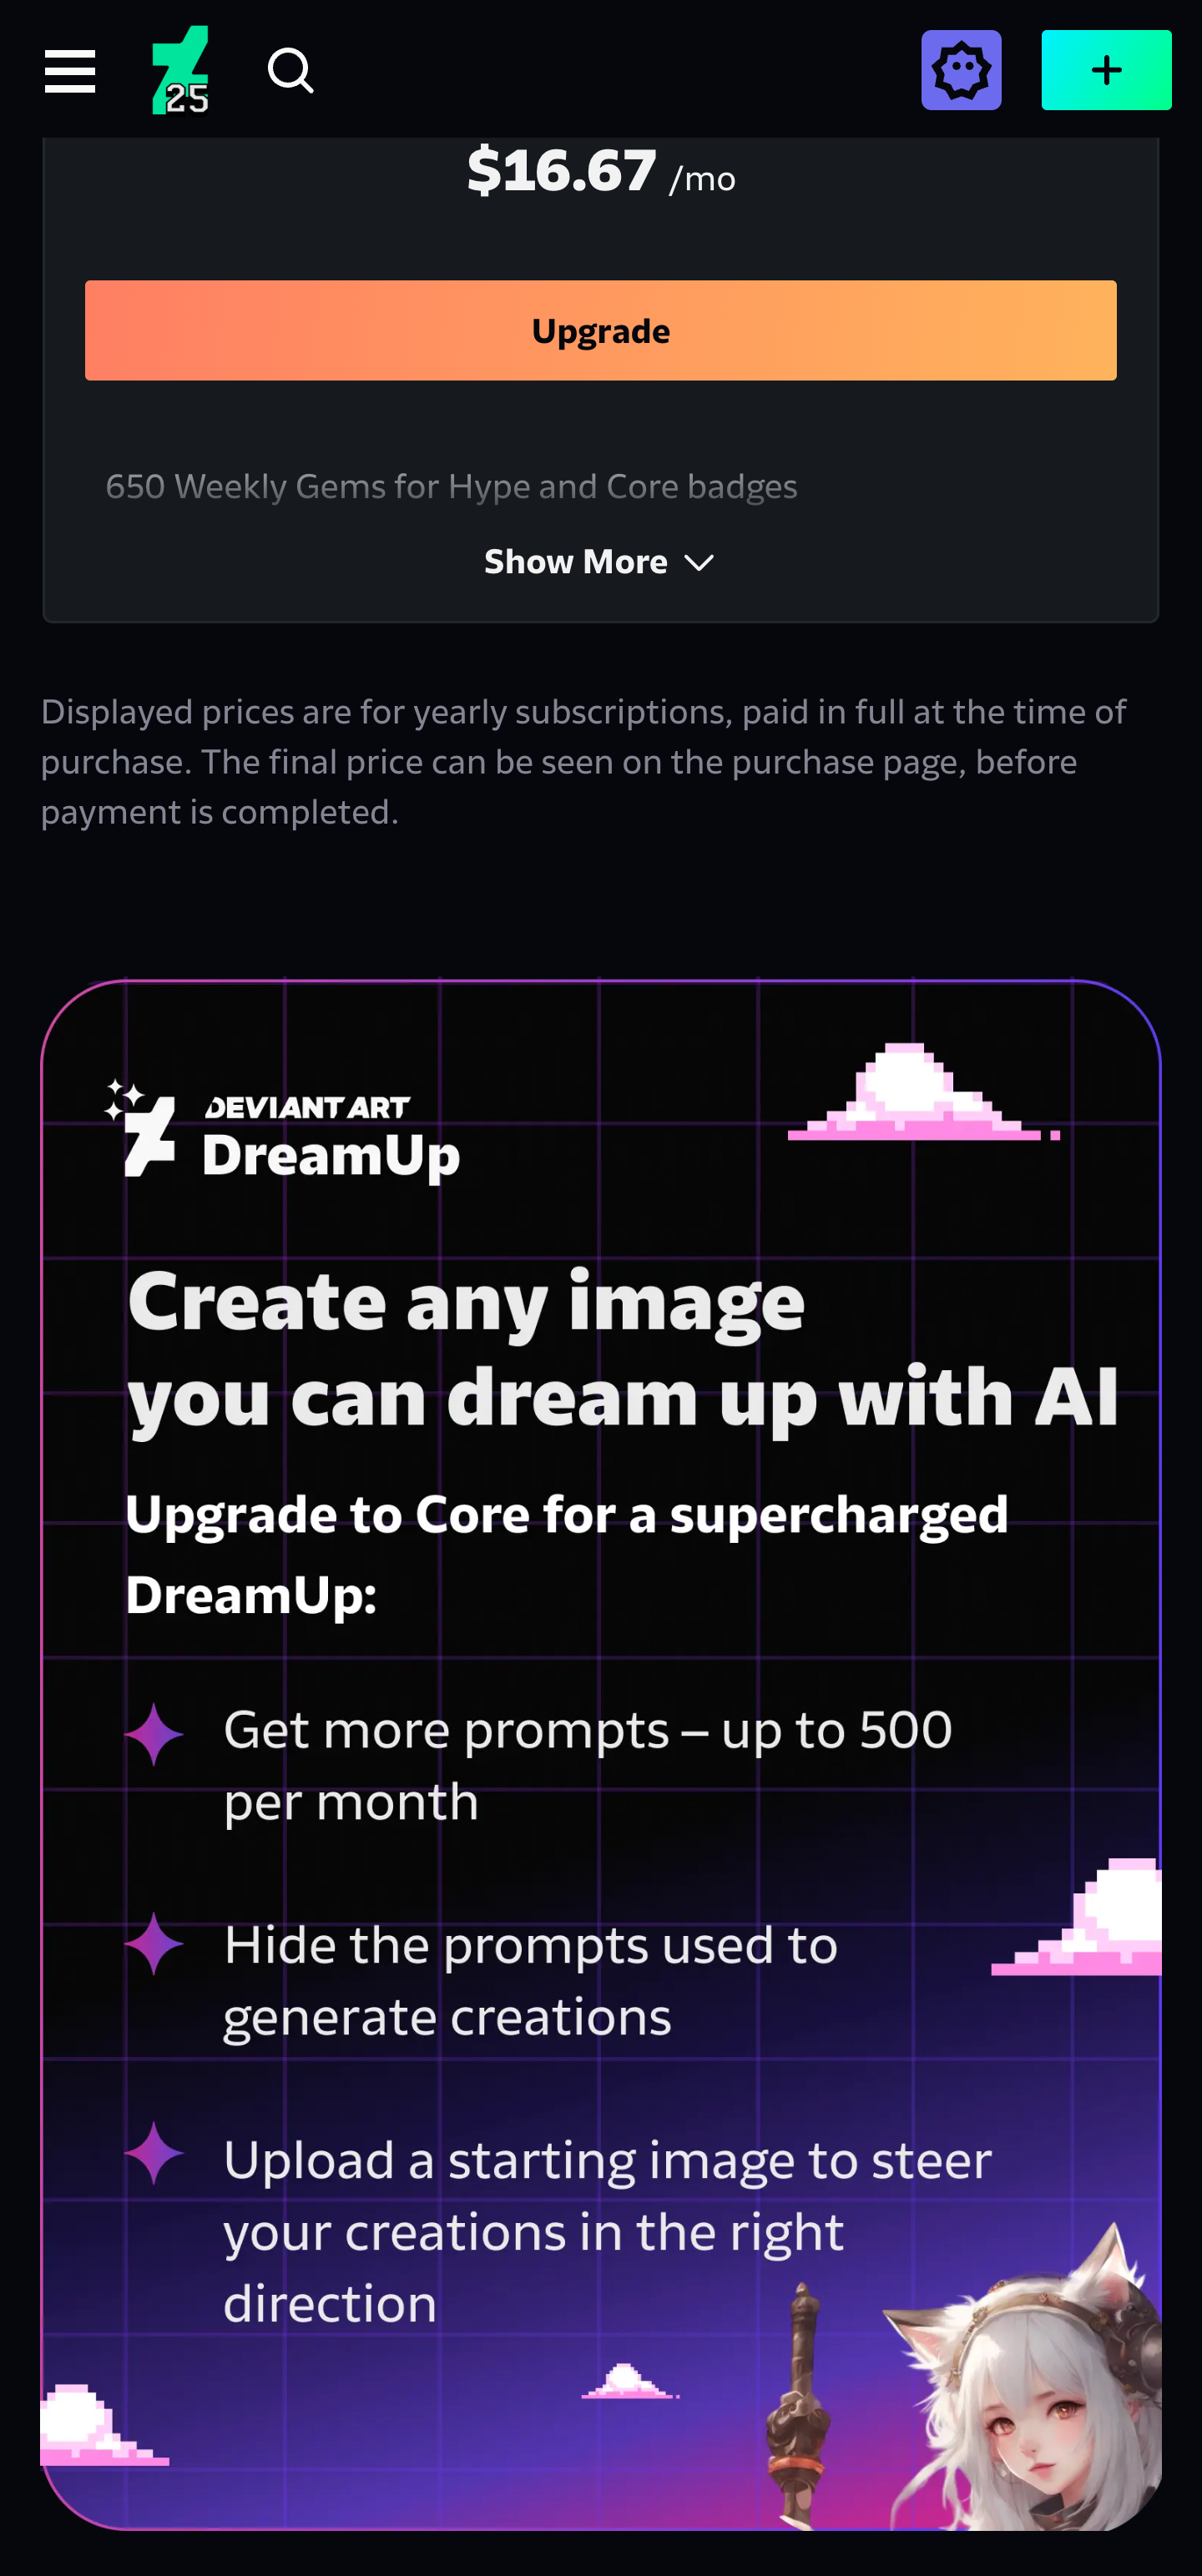 25
$16.67 /mo
Upgrade
650 Weekly Gems for Hype and Core badges
Show More
Displayed prices are for yearly subscriptions, paid in full at the time of
purchase. The final price can be seen on the purchase page, before
payment is completed.
DEVIANT ART
DreamUp
Create any image
you can dream up with AI
Upgrade to Core for a supercharged
DreamUp:
Get more prompts – up to 500
per month
Hide the prompts used to
generate creations
Upload a starting image to steer
your creations in the right
direction